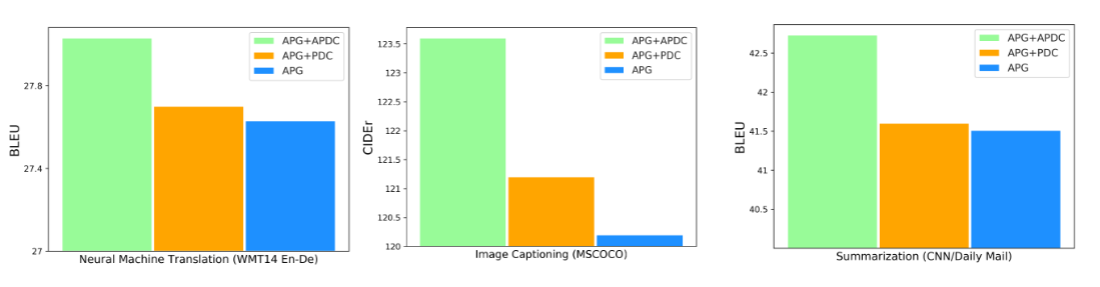 BLEU
27.8
27.4
27
APG+APDC
APG+PDC
APG
Neural Machine Translation (WMT14 En-De)
CIDEr
123.5
123
122.5
122
121.5
121
120.5
120
APG+APDC
APG+PDC
APG
Image Captioning (MSCOCO)
BLEU
42.5
42
41.5
41
40.5
APG+APDC
APG+PDC
APG
Summarization (CNN/Daily Mail)